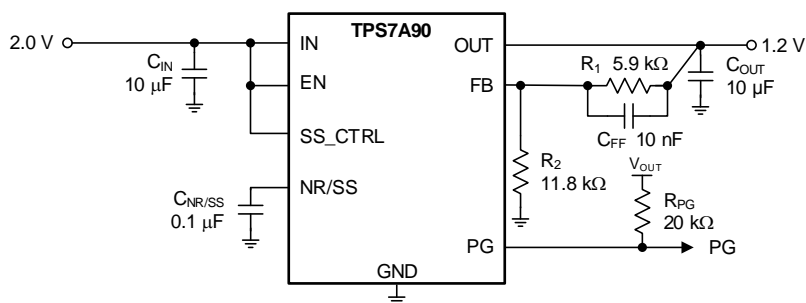 TPS7A90
2.0 V
IN
OUT
1.2 V
CIN
10 μF
R1 5.9 kΩ
COUT
10 µF
EN
FB
SS_CTRL
CFF 10 nF
R2
11.8 kΩ
VOUT
CNR/SS
0.1 μF
NR/SS
RPG
20 kΩ
PG
PG
GND